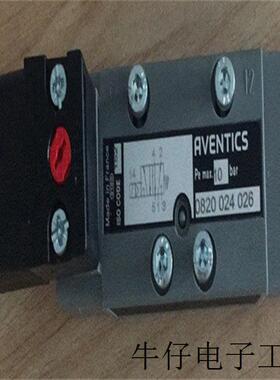 12
AVENTICS
Pe max. 10 bar
4 2
14
5 1 3
0820 024 026
Made in France
ISO CODE
牛仔电子工